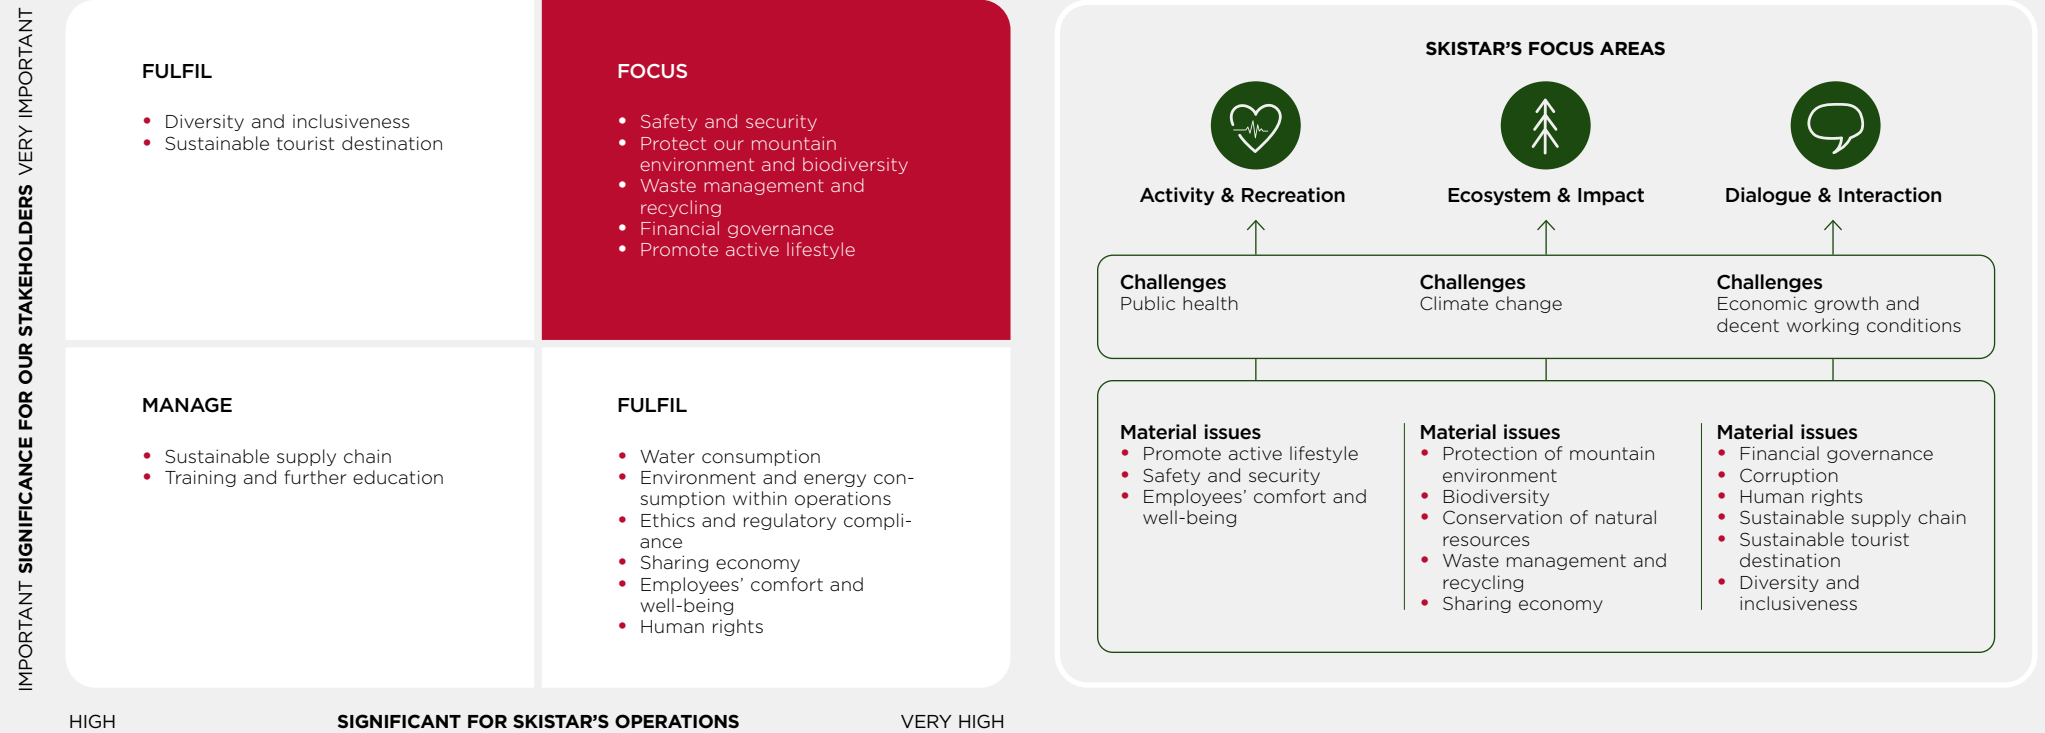 IMPORTANT SIGNIFICANCE FOR OUR STAKEHOLDERS VERY IMPORTANT
FULFIL
• Diversity and inclusiveness
• Sustainable tourist destination
FOCUS
• Safety and security
• Protect our mountain
environment and biodiversity
• Waste management and
recycling
• Financial governance
• Promote active lifestyle
MANAGE
• Sustainable supply chain
• Training and further education
FULFIL
• Water consumption
• Environment and energy con-
sumption within operations
• Ethics and regulatory compli-
ance
• Sharing economy
• Employees’ comfort and
well-being
• Human rights
HIGH SIGNIFICANT FOR SKISTAR’S OPERATIONS VERY HIGH
SKISTAR’S FOCUS AREAS
Activity & Recreation
Ecosystem & Impact
Dialogue & Interaction
Challenges
Public health
Challenges
Climate change
Challenges
Economic growth and
decent working conditions
Material issues
• Promote active lifestyle
• Safety and security
• Employees’ comfort and
well-being
Material issues
• Protection of mountain
environment
• Biodiversity
• Conservation of natural
resources
• Waste management and
recycling
• Sharing economy
Material issues
• Financial governance
• Corruption
• Human rights
• Sustainable supply chain
• Sustainable tourist
destination
• Diversity and
inclusiveness